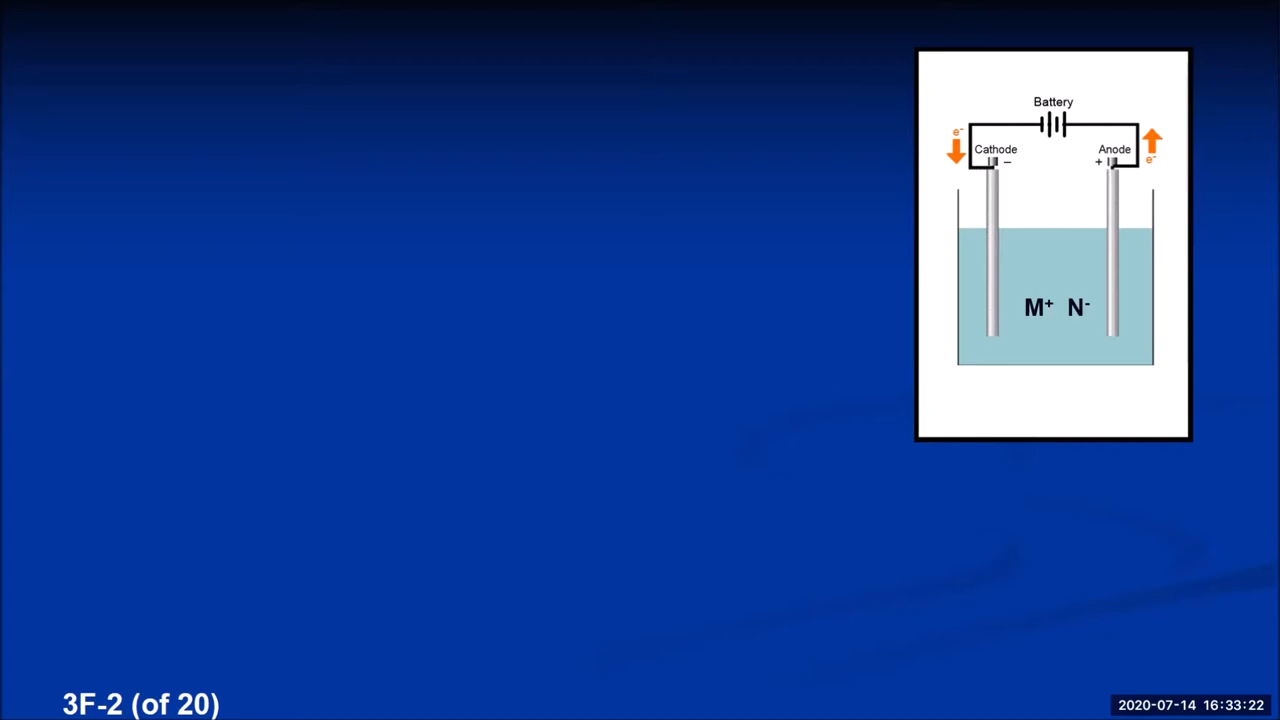 Battery
e⁻
Cathode
Anode
−
+
e⁻
M⁺ N⁻
3F-2 (of 20)
2020-07-14 16:33:22